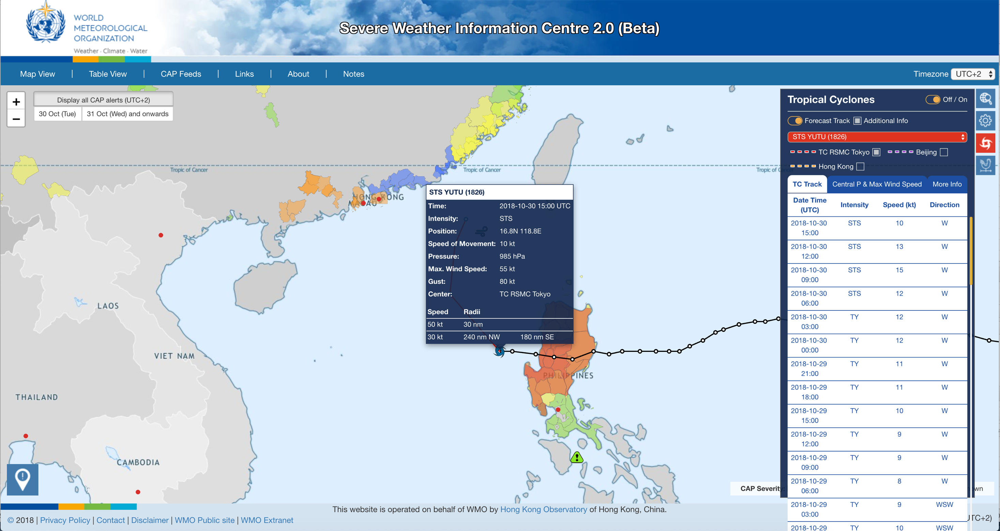 WORLD
METEOROLOGICAL
ORGANIZATION
Weather · Climate · Water
Severe Weather Information Centre 2.0 (Beta)
Map View | Table View | CAP Feeds | Links | About | Notes
Timezone UTC+2
+
−
Display all CAP alerts (UTC+2)
30 Oct (Tue) 31 Oct (Wed) and onwards
Tropic of Cancer
Tropic of Cancer
Tropic of
HONG KONG
MACAU
LAOS
VIET NAM
THAILAND
CAMBODIA
PHILIPPINES
STS YUTU (1826)
Time: 2018-10-30 15:00 UTC
Intensity: STS
Position: 16.8N 118.8E
Speed of Movement: 10 kt
Pressure: 985 hPa
Max. Wind Speed: 55 kt
Gust: 80 kt
Center: TC RSMC Tokyo
Speed Radii
50 kt 30 nm
30 kt 240 nm NW 180 nm SE
Tropical Cyclones Off / On
Forecast Track Additional Info
STS YUTU (1826)
TC RSMC Tokyo Beijing
Hong Kong
TC Track Central P & Max Wind Speed More Info
Date Time (UTC) Intensity Speed (kt) Direction
2018-10-30 15:00 STS 10 W
2018-10-30 12:00 STS 13 W
2018-10-30 09:00 STS 15 W
2018-10-30 06:00 STS 12 W
2018-10-30 03:00 TY 12 W
2018-10-30 00:00 TY 12 W
2018-10-29 21:00 TY 11 W
2018-10-29 18:00 TY 11 W
2018-10-29 15:00 TY 10 W
2018-10-29 12:00 TY 9 W
2018-10-29 09:00 TY 9 W
2018-10-29 06:00 TY 8 W
2018-10-29 03:00 TY 9 WSW
2018-10-29 TY 10 WSW
CAP Severity:
This website is operated on behalf of WMO by Hong Kong Observatory of Hong Kong, China.
© 2018 | Privacy Policy | Contact | Disclaimer | WMO Public site | WMO Extranet